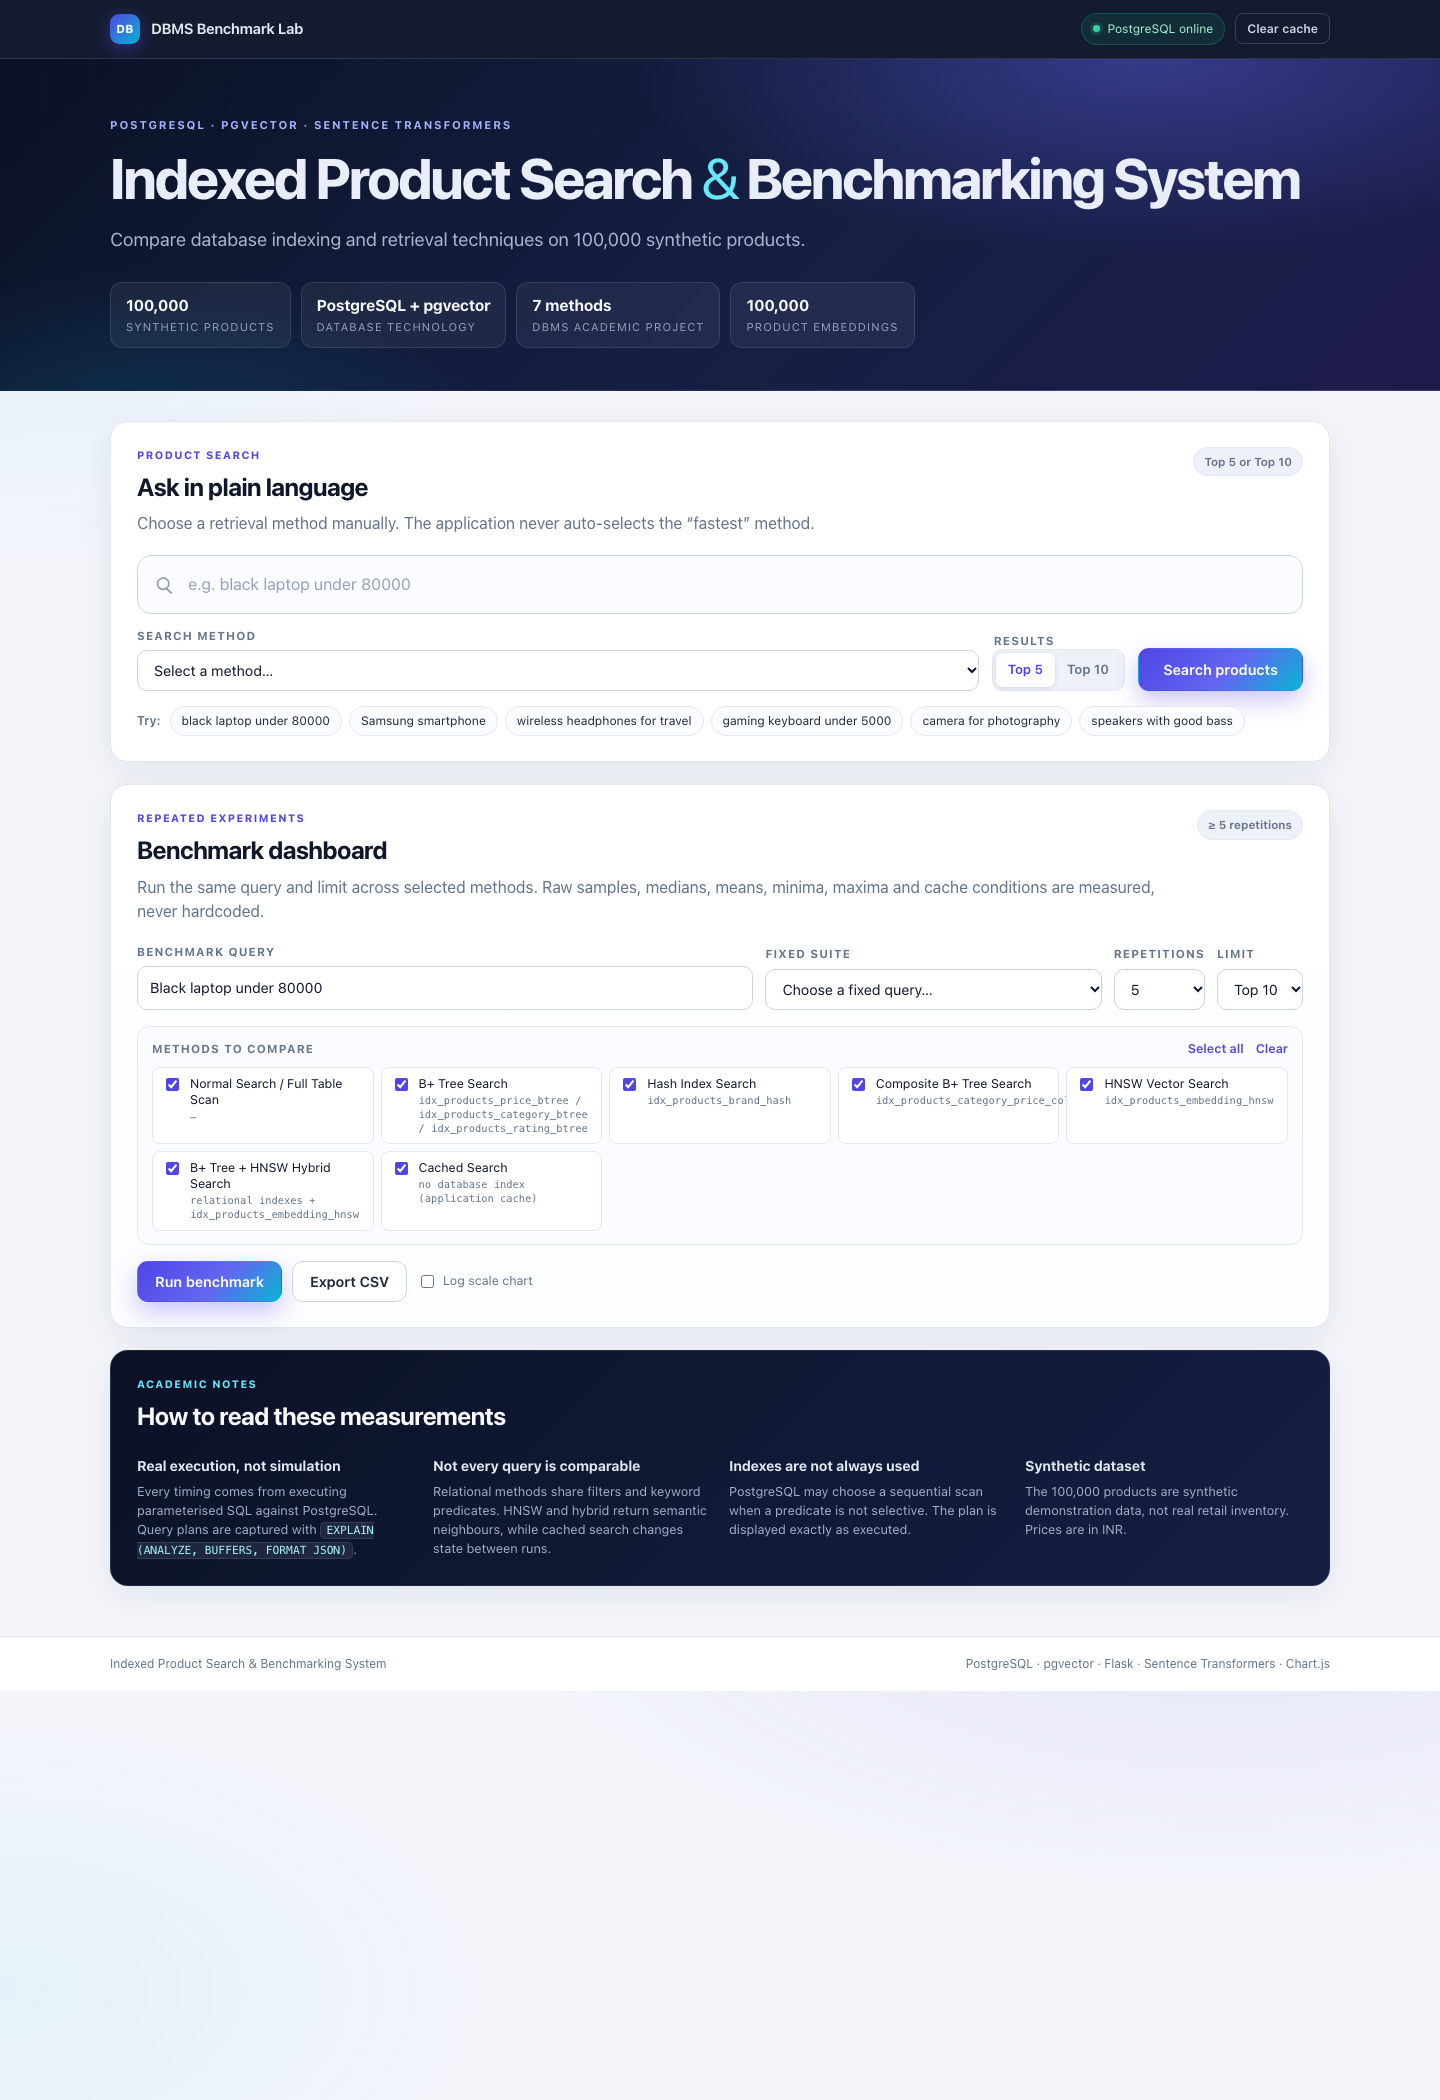 DB DBMS Benchmark Lab
PostgreSQL online
Clear cache
POSTGRESQL · PGVECTOR · SENTENCE TRANSFORMERS
Indexed Product Search & Benchmarking System
Compare database indexing and retrieval techniques on 100,000 synthetic products.
100,000
SYNTHETIC PRODUCTS
PostgreSQL + pgvector
DATABASE TECHNOLOGY
7 methods
DBMS ACADEMIC PROJECT
100,000
PRODUCT EMBEDDINGS
PRODUCT SEARCH
Top 5 or Top 10
Ask in plain language
Choose a retrieval method manually. The application never auto-selects the “fastest” method.
e.g. black laptop under 80000
SEARCH METHOD
Select a method...
RESULTS
Top 5
Top 10
Search products
Try:
black laptop under 80000
Samsung smartphone
wireless headphones for travel
gaming keyboard under 5000
camera for photography
speakers with good bass
REPEATED EXPERIMENTS
≥ 5 repetitions
Benchmark dashboard
Run the same query and limit across selected methods. Raw samples, medians, means, minima, maxima and cache conditions are measured,
never hardcoded.
BENCHMARK QUERY
Black laptop under 80000
FIXED SUITE
Choose a fixed query...
REPETITIONS
5
LIMIT
Top 10
METHODS TO COMPARE
Select all
Clear
Normal Search / Full Table
Scan
—
B+ Tree Search
idx_products_price_btree /
idx_products_category_btree
/ idx_products_rating_btree
Hash Index Search
idx_products_brand_hash
Composite B+ Tree Search
idx_products_category_price_co
HNSW Vector Search
idx_products_embedding_hnsw
B+ Tree + HNSW Hybrid
Search
relational indexes +
idx_products_embedding_hnsw
Cached Search
no database index
(application cache)
Run benchmark
Export CSV
Log scale chart
ACADEMIC NOTES
How to read these measurements
Real execution, not simulation
Every timing comes from executing
parameterised SQL against PostgreSQL.
Query plans are captured with EXPLAIN
(ANALYZE, BUFFERS, FORMAT JSON).
Not every query is comparable
Relational methods share filters and keyword
predicates. HNSW and hybrid return semantic
neighbours, while cached search changes
state between runs.
Indexes are not always used
PostgreSQL may choose a sequential scan
when a predicate is not selective. The plan is
displayed exactly as executed.
Synthetic dataset
The 100,000 products are synthetic
demonstration data, not real retail inventory.
Prices are in INR.
Indexed Product Search & Benchmarking System
PostgreSQL · pgvector · Flask · Sentence Transformers · Chart.js